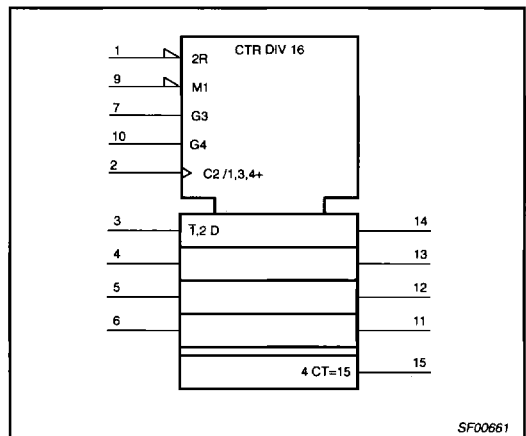 CTR DIV 16
1 2R
9 M1
7 G3
10 G4
2 C2 /1,3,4+
3 1̅,2 D 14
4 13
5 12
6 11
4 CT=15 15
SF00661